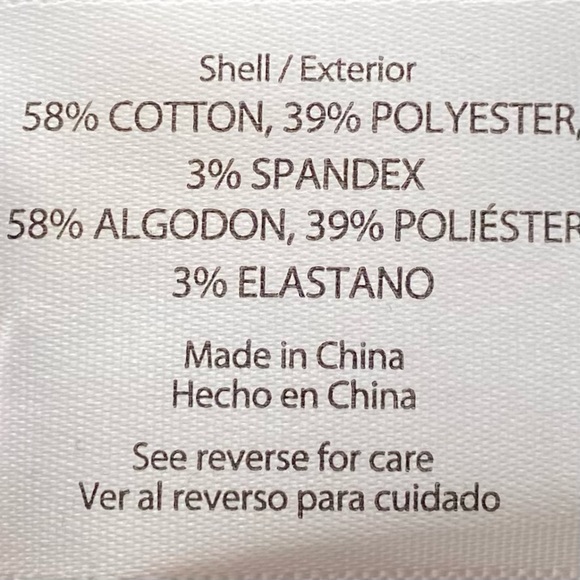 Shell / Exterior
58% COTTON, 39% POLYESTER,
3% SPANDEX
58% ALGODON, 39% POLIÉSTER
3% ELASTANO
Made in China
Hecho en China
See reverse for care
Ver al reverso para cuidado